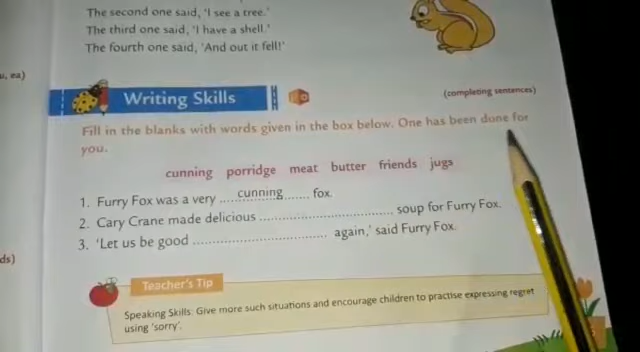 The second one said, 'I see a tree.'
The third one said, 'I have a shell.'
The fourth one said, 'And out it fell!'
u, ea)
Writing Skills
(completing sentences)
Fill in the blanks with words given in the box below. One has been done for
you.
cunning porridge meat butter friends jugs
1. Furry Fox was a very .....cunning...... fox.
2. Cary Crane made delicious ........................................ soup for Furry Fox.
3. 'Let us be good ........................................ again,' said Furry Fox.
ds)
Teacher's Tip
Speaking Skills: Give more such situations and encourage children to practise expressing regret
using 'sorry'.